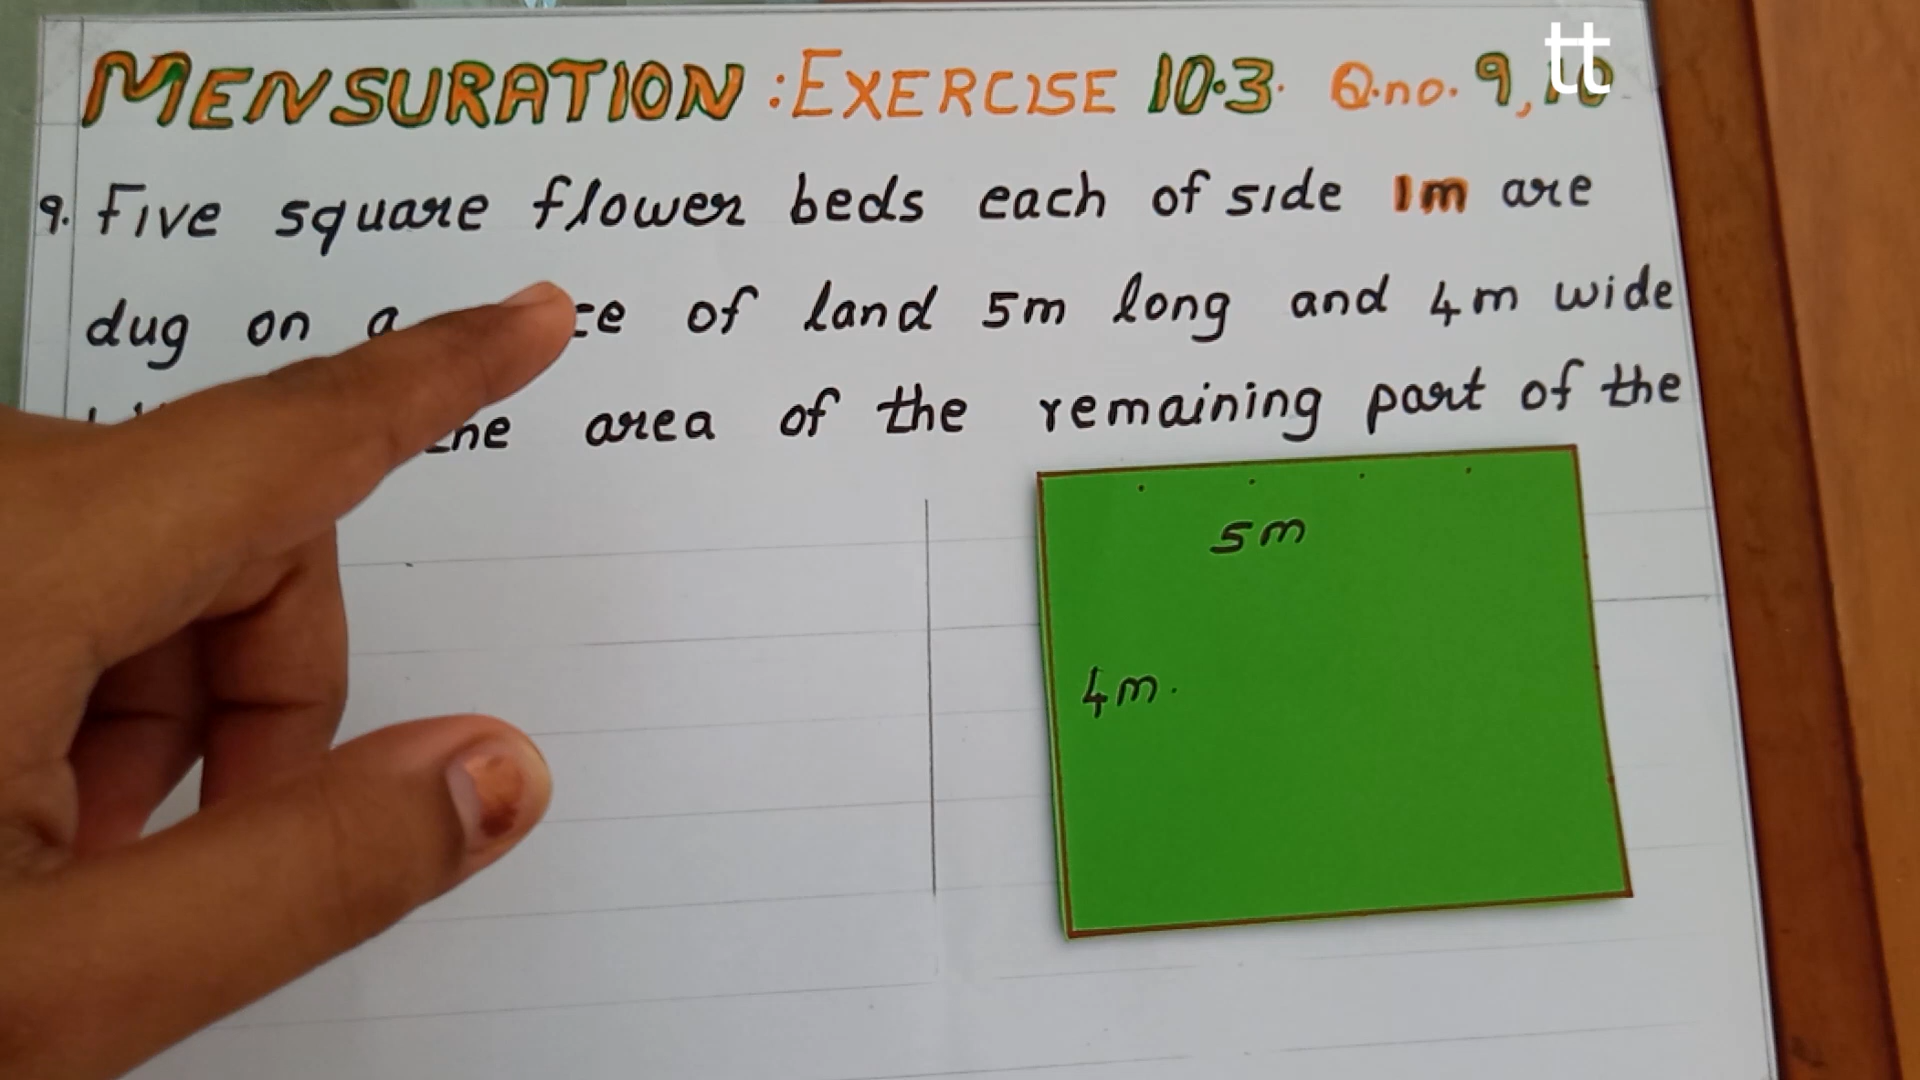 MENSURATION : EXERCISE 10.3. Q.no. 9, 10
tt
9. Five square flower beds each of side 1m are
dug on a of land 5m long and 4m wide
area of the remaining part of the
5m
4m.